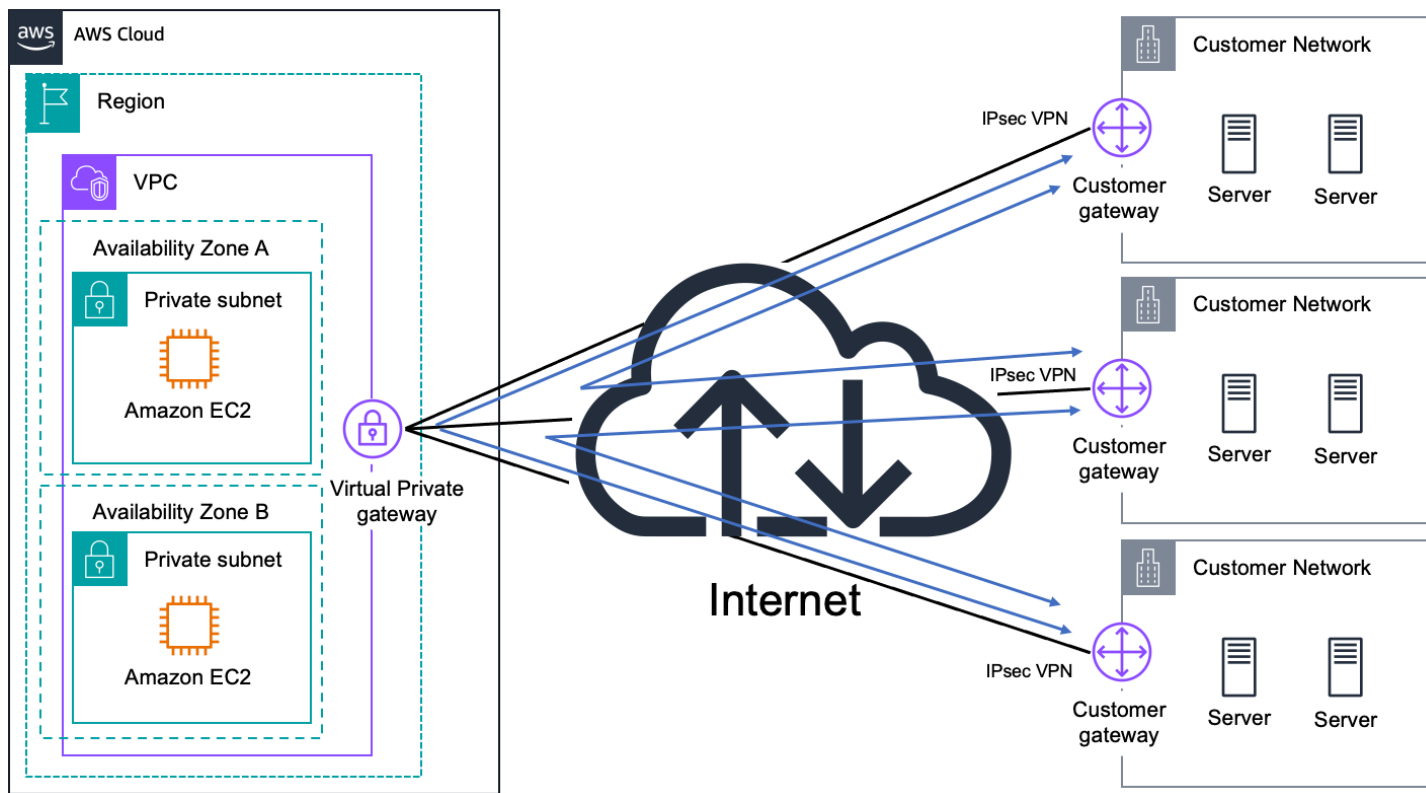 aws
AWS Cloud
Region
VPC
Availability Zone A
Private subnet
Amazon EC2
Virtual Private
gateway
Availability Zone B
Private subnet
Amazon EC2
Internet
IPsec VPN
Customer Network
Customer
gateway
Server
Server
IPsec VPN
Customer Network
Customer
gateway
Server
Server
IPsec VPN
Customer Network
Customer
gateway
Server
Server